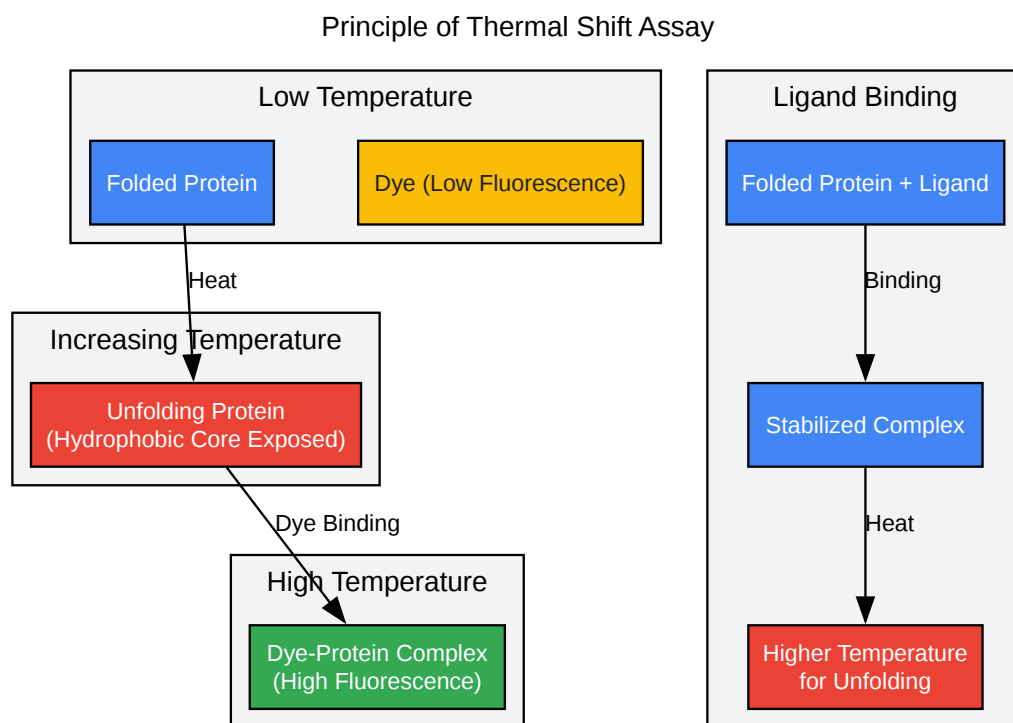 Principle of Thermal Shift Assay
Low Temperature
Folded Protein
Dye (Low Fluorescence)
Heat
Increasing Temperature
Unfolding Protein
(Hydrophobic Core Exposed)
Dye Binding
High Temperature
Dye-Protein Complex
(High Fluorescence)
Ligand Binding
Folded Protein + Ligand
Binding
Stabilized Complex
Heat
Higher Temperature
for Unfolding